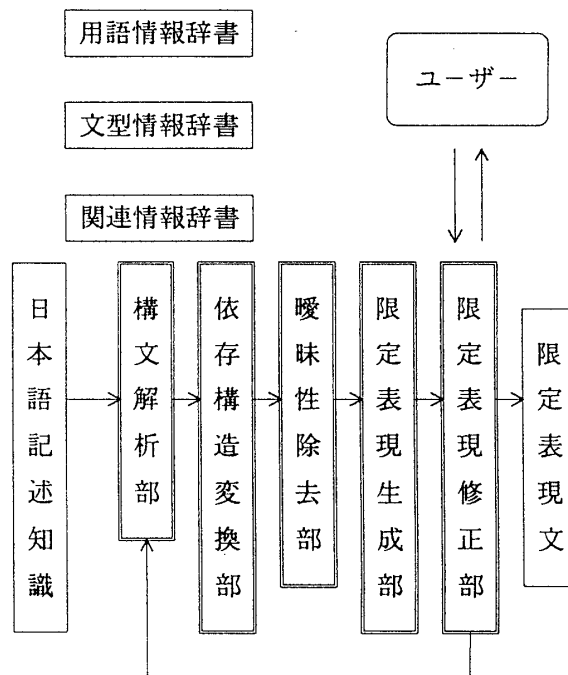 用語情報辞書
ユーザー
文型情報辞書
関連情報辞書
日本語記述知識
構文解析部
依存構造変換部
曖昧性除去部
限定表現生成部
限定表現修正部
限定表現文